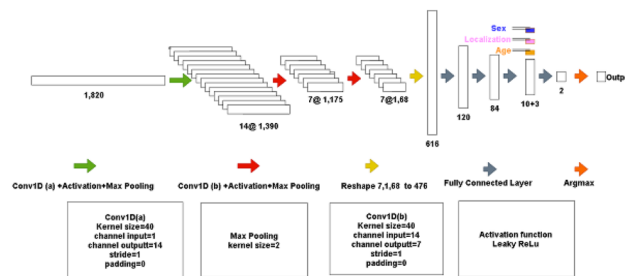 Sex
Localization
Age
Outp
1,820
14@ 1,390
7@ 1,175
7@1,68
616
120
84
10+3
2
Conv1D (a) +Activation+Max Pooling
Conv1D (b) +Activation+Max Pooling
Reshape 7,1,68 to 476
Fully Connected Layer
Argmax
Conv1D(a)
Kernel size=40
channel input=1
channel outputt=14
stride=1
padding=0
Max Pooling
kernel size=2
Conv1D(b)
Kernel size=40
channel input=14
channel outputt=7
stride=1
padding=0
Activation function
Leaky ReLu